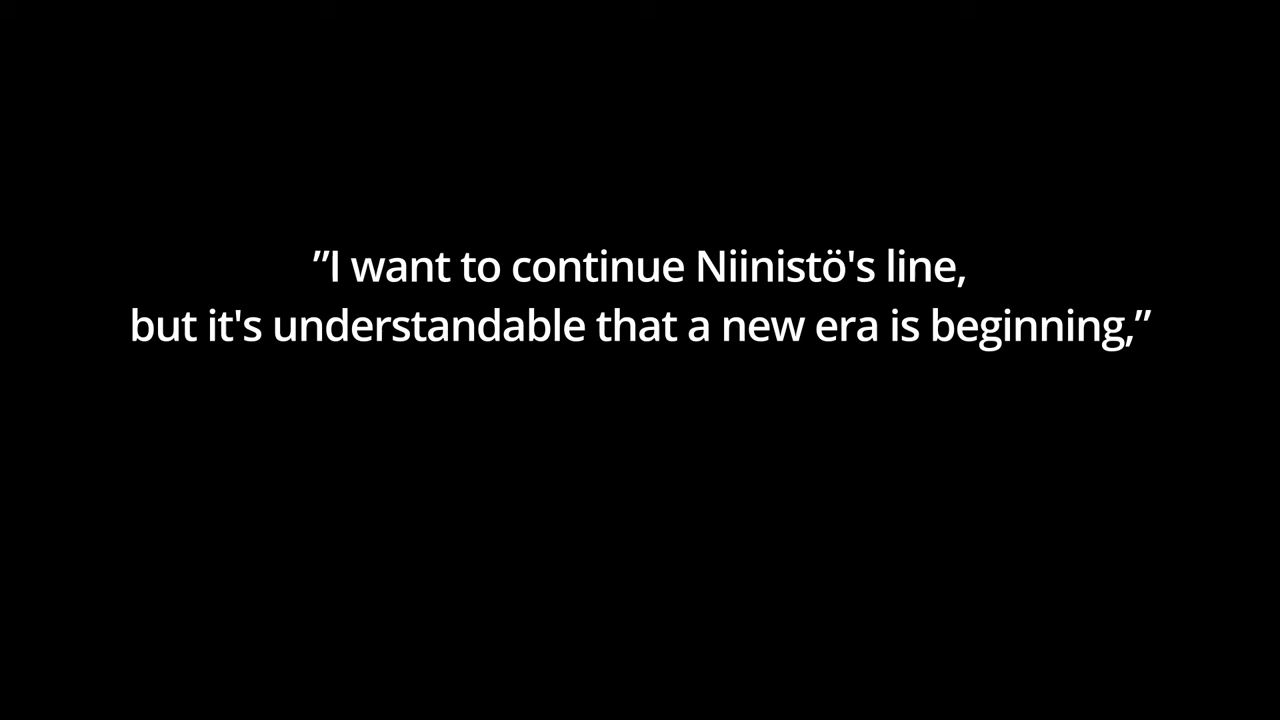 ”I want to continue Niinistö's line,
but it's understandable that a new era is beginning,”